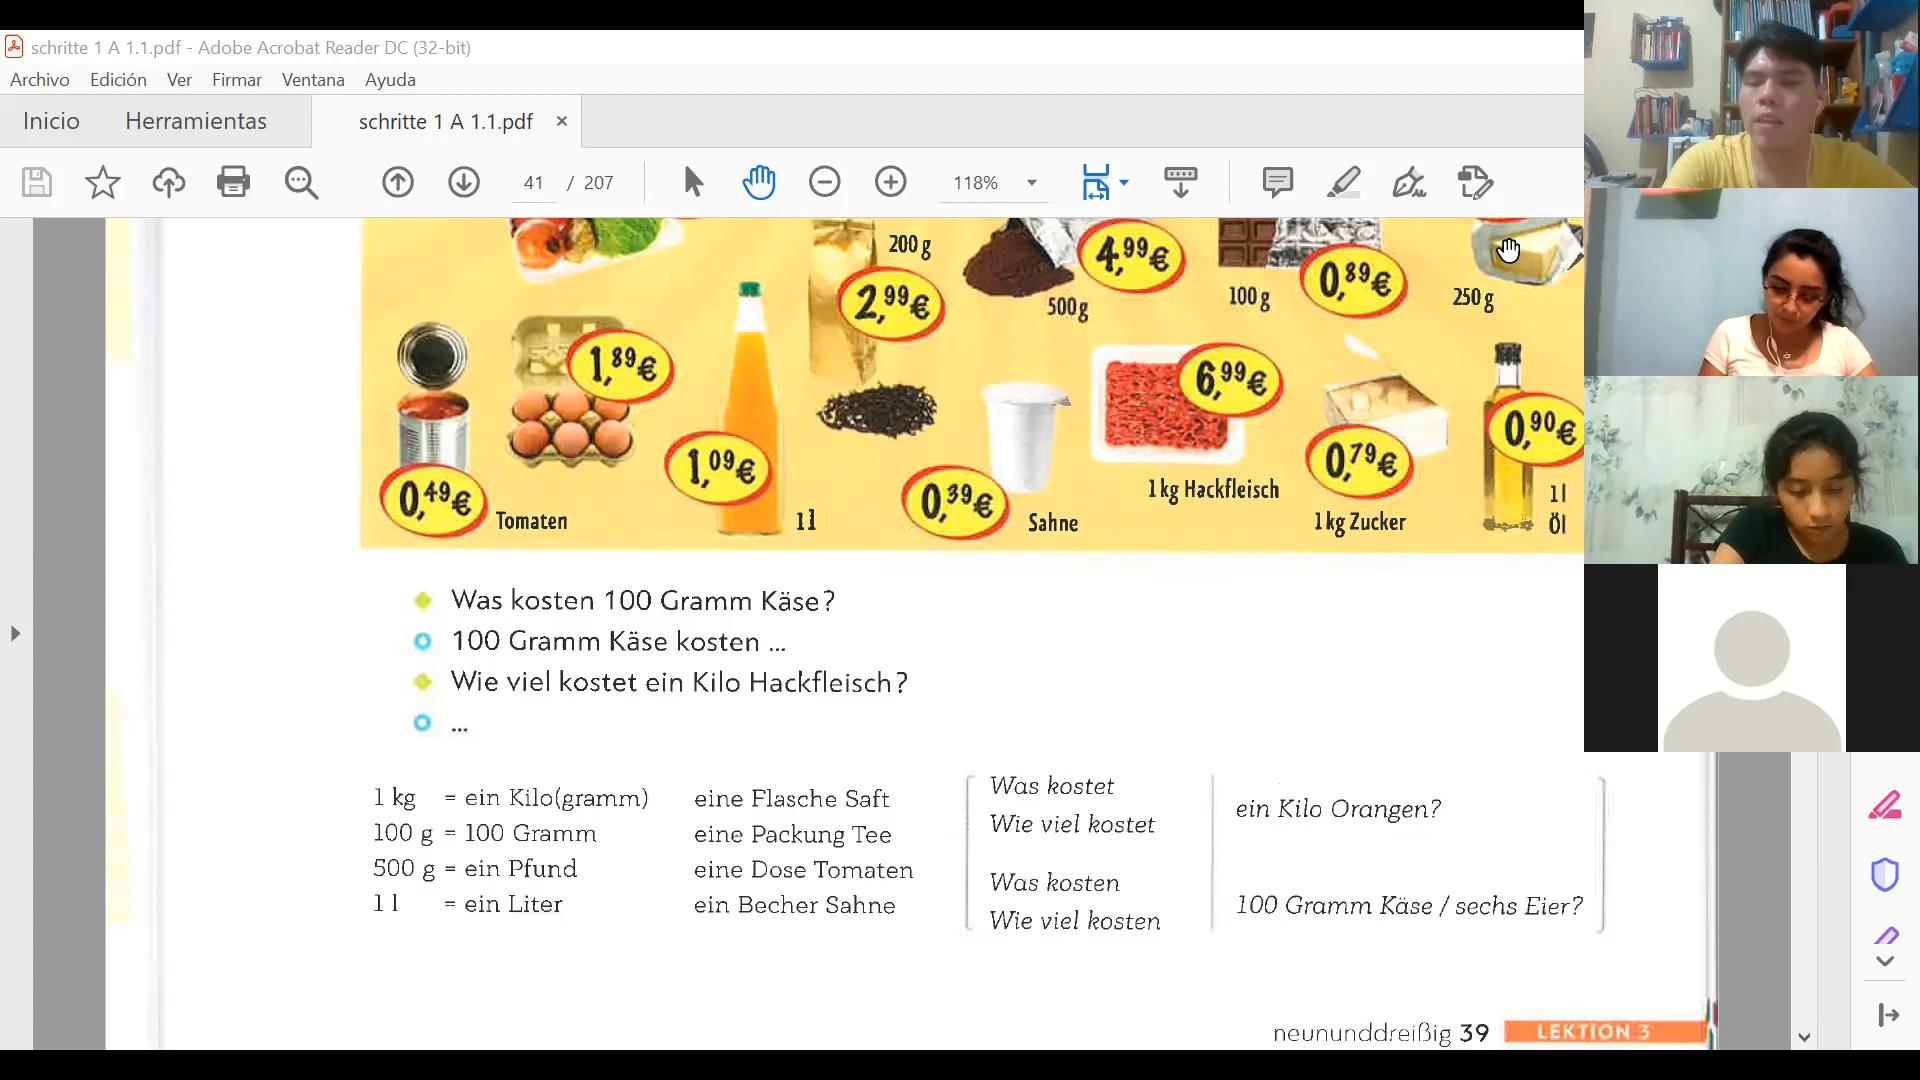 schritte 1 A 1.1.pdf - Adobe Acrobat Reader DC (32-bit)
Archivo Edición Ver Firmar Ventana Ayuda
Inicio Herramientas schritte 1 A 1.1.pdf ×
41 / 207 118%
200 g
4,99€
0,89€
2,99€
500 g
100 g
250 g
1,89€
6,99€
0,90€
1,09€
0,79€
0,49€
0,39€
1 kg Hackfleisch
1 l
Öl
Tomaten
1 l
Sahne
1 kg Zucker
Was kosten 100 Gramm Käse?
100 Gramm Käse kosten ...
Wie viel kostet ein Kilo Hackfleisch?
...
1 kg = ein Kilo(gramm)
100 g = 100 Gramm
500 g = ein Pfund
1 l = ein Liter
eine Flasche Saft
eine Packung Tee
eine Dose Tomaten
ein Becher Sahne
Was kostet
Wie viel kostet
ein Kilo Orangen?
Was kosten
Wie viel kosten
100 Gramm Käse / sechs Eier?
neununddreißig 39 LEKTION 3